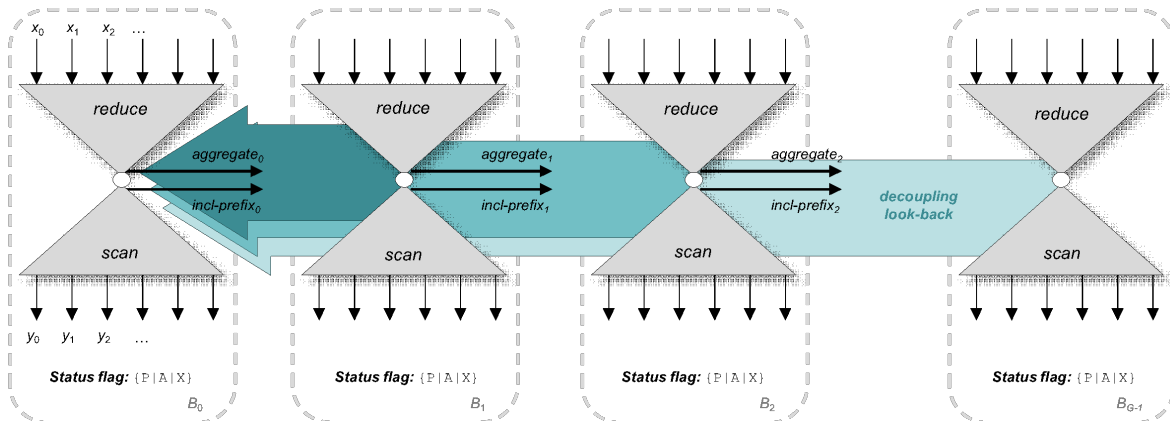 x0 x1 x2 …
reduce reduce reduce reduce
aggregate0 aggregate1 aggregate2
incl-prefix0 incl-prefix1 incl-prefix2
decoupling
look-back
scan scan scan scan
y0 y1 y2 …
Status flag: {P|A|X} Status flag: {P|A|X} Status flag: {P|A|X} Status flag: {P|A|X}
B0 B1 B2 BG-1